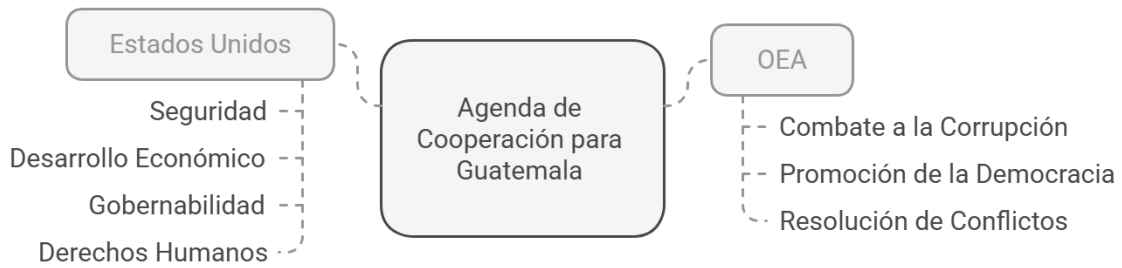 Estados Unidos
Seguridad
Desarrollo Económico
Gobernabilidad
Derechos Humanos
Agenda de
Cooperación para
Guatemala
OEA
Combate a la Corrupción
Promoción de la Democracia
Resolución de Conflictos